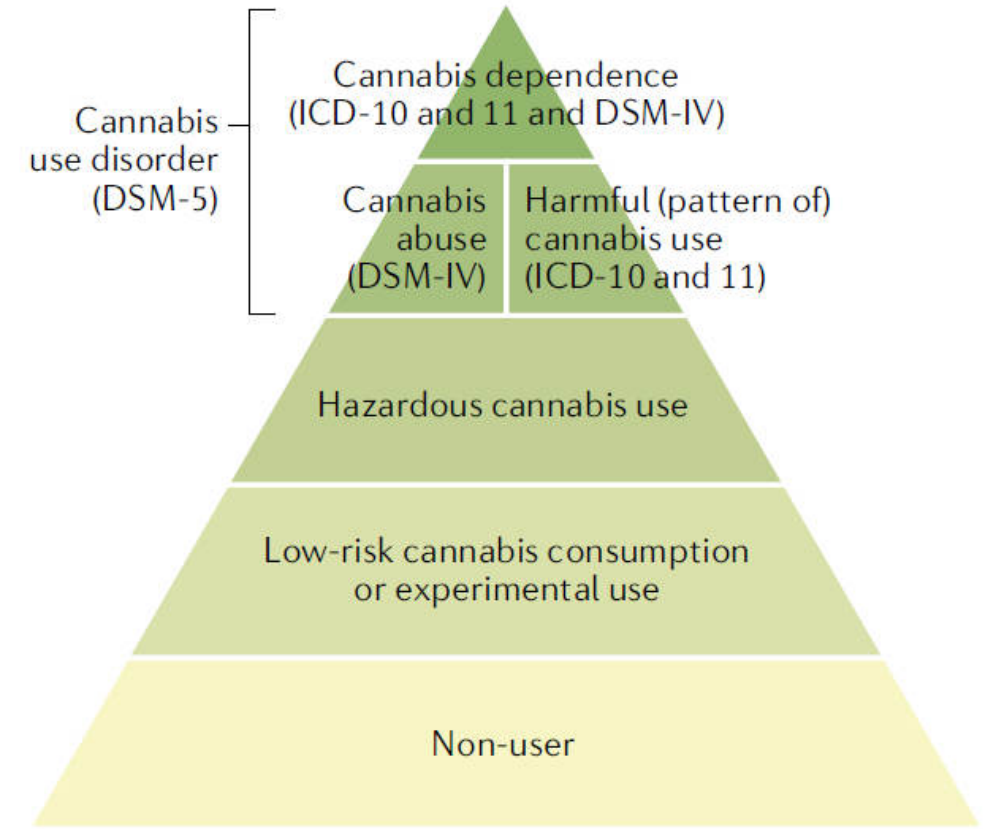 Cannabis dependence
(ICD-10 and 11 and DSM-IV)
Cannabis
use disorder
(DSM-5)
Cannabis
abuse
(DSM-IV)
Harmful (pattern of)
cannabis use
(ICD-10 and 11)
Hazardous cannabis use
Low-risk cannabis consumption
or experimental use
Non-user